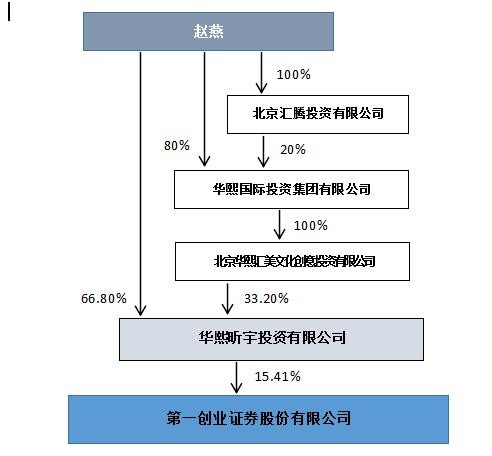 赵燕
100%
北京汇腾投资有限公司
80%
20%
华熙国际投资集团有限公司
100%
北京华熙汇美文化创意投资有限公司
66.80%
33.20%
华熙昕宇投资有限公司
15.41%
第一创业证券股份有限公司